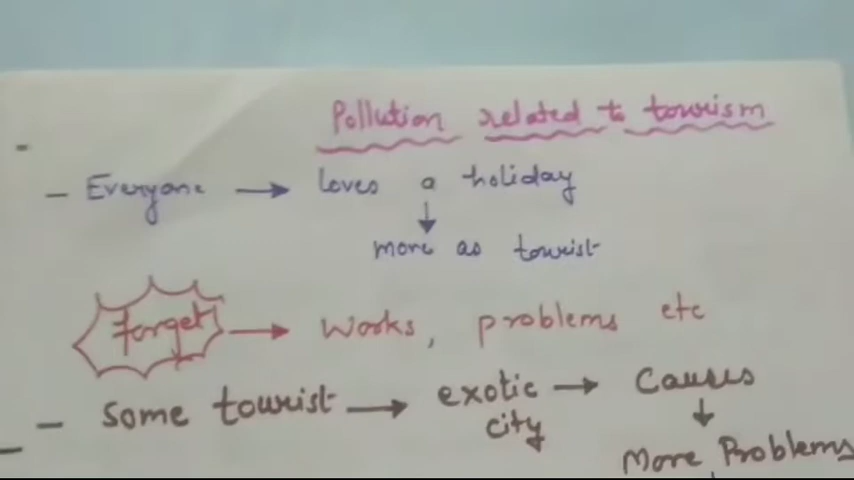 Pollution related to tourism
- Everyone → loves a holiday
↓
more as tourist
Forget → works, problems etc
- some tourist → exotic city → causes
↓
More Problems